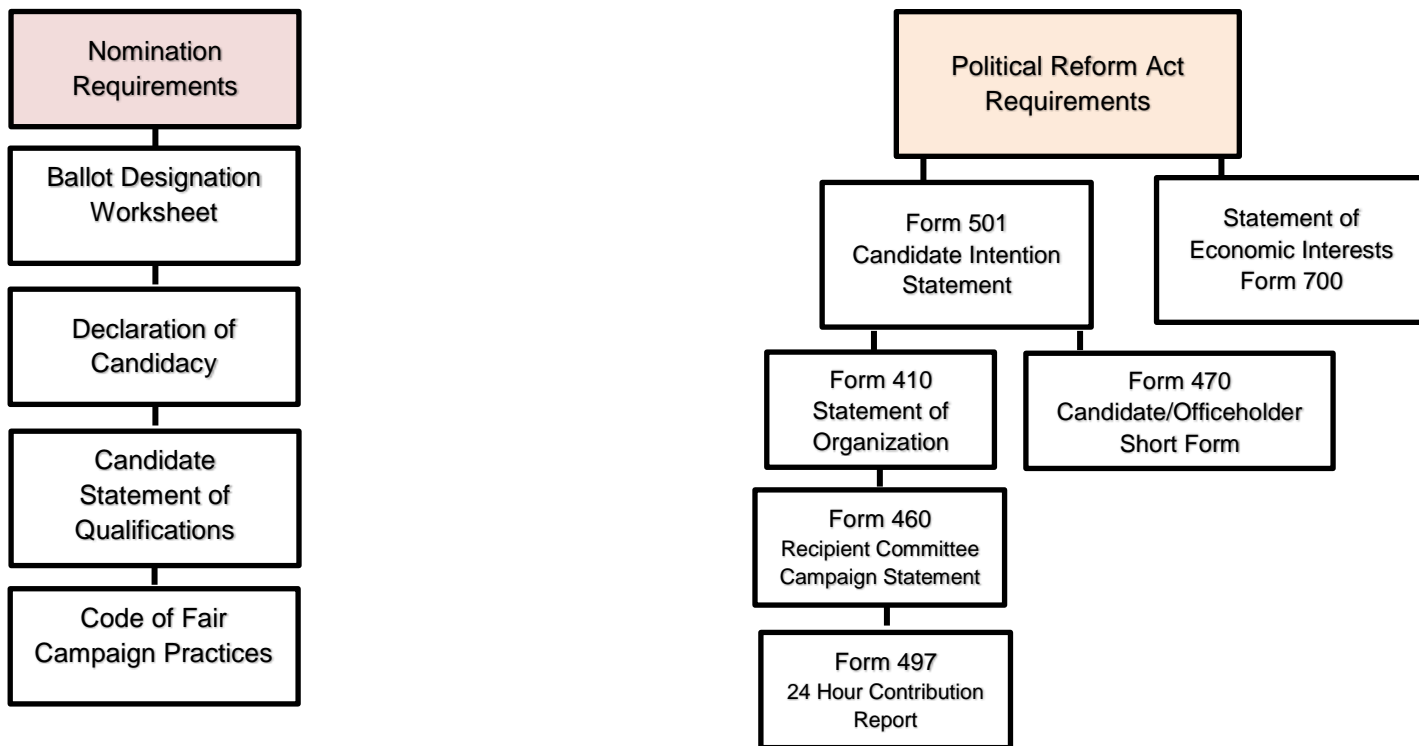 Nomination
Requirements
Ballot Designation
Worksheet
Declaration of
Candidacy
Candidate
Statement of
Qualifications
Code of Fair
Campaign Practices
Political Reform Act
Requirements
Form 501
Candidate Intention
Statement
Statement of
Economic Interests
Form 700
Form 410
Statement of
Organization
Form 470
Candidate/Officeholder
Short Form
Form 460
Recipient Committee
Campaign Statement
Form 497
24 Hour Contribution
Report